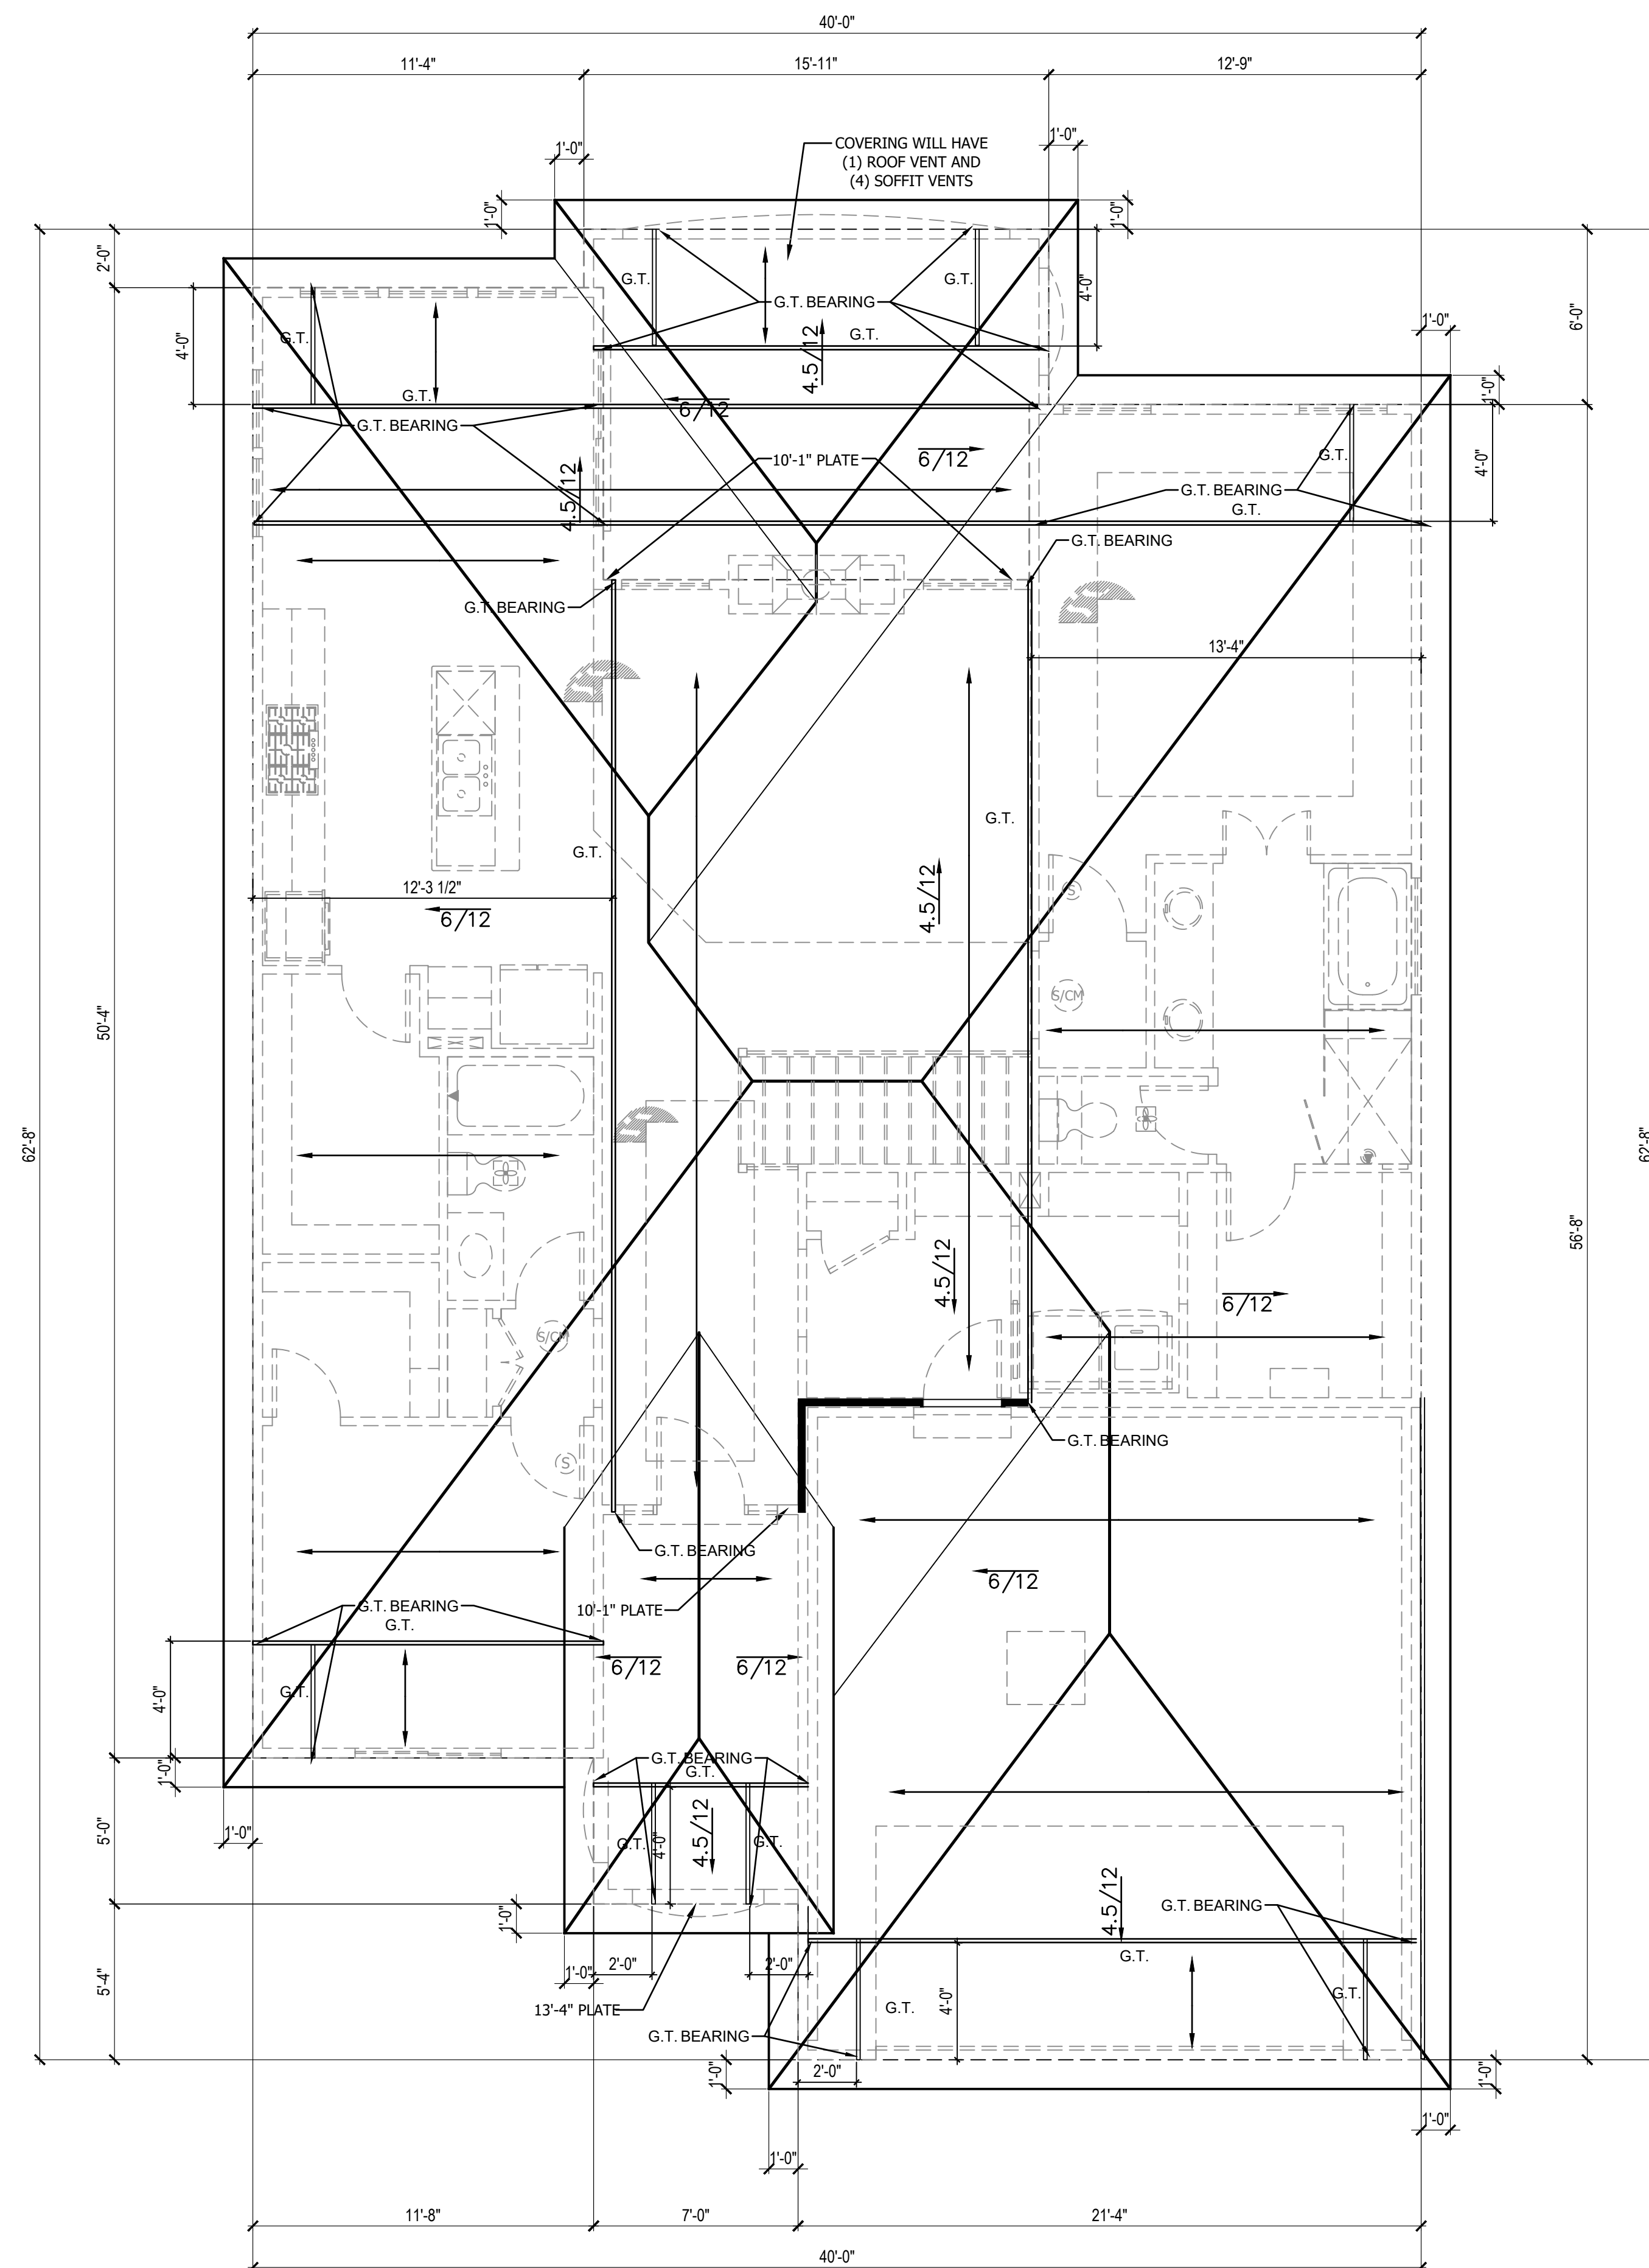 40'-0"
11'-4"
15'-11"
12'-9"
1'-0"
1'-0"
COVERING WILL HAVE
(1) ROOF VENT AND
(4) SOFFIT VENTS
1'-0"
1'-0"
2'-0"
G.T.
G.T.
4'-0"
6'-0"
1'-0"
G.T. BEARING
4'-0"
G.T.
G.T.
4.5/12
1'-0"
G.T.
6/12
G.T. BEARING
4.5/12
10'-1" PLATE
6/12
G.T.
4'-0"
G.T. BEARING
G.T.
G.T. BEARING
G.T. BEARING
13'-4"
G.T.
G.T.
12'-3 1/2"
6/12
4.5/12
S
S/CM
50'-4"
62'-8"
62'-8"
56'-8"
4.5/12
6/12
S/CM
S
G.T. BEARING
G.T. BEARING
6/12
G.T. BEARING
10'-1" PLATE
G.T.
6/12
6/12
4'-0"
G.T.
1'-0"
G.T. BEARING
G.T.
4.5/12
G.T.
4'-0"
G.T.
1'-0"
5'-0"
4.5/12
G.T. BEARING
1'-0"
G.T.
1'-0"
2'-0"
2'-0"
5'-4"
13'-4" PLATE
G.T.
4'-0"
G.T.
G.T. BEARING
1'-0"
2'-0"
1'-0"
1'-0"
1'-0"
11'-8"
7'-0"
21'-4"
40'-0"